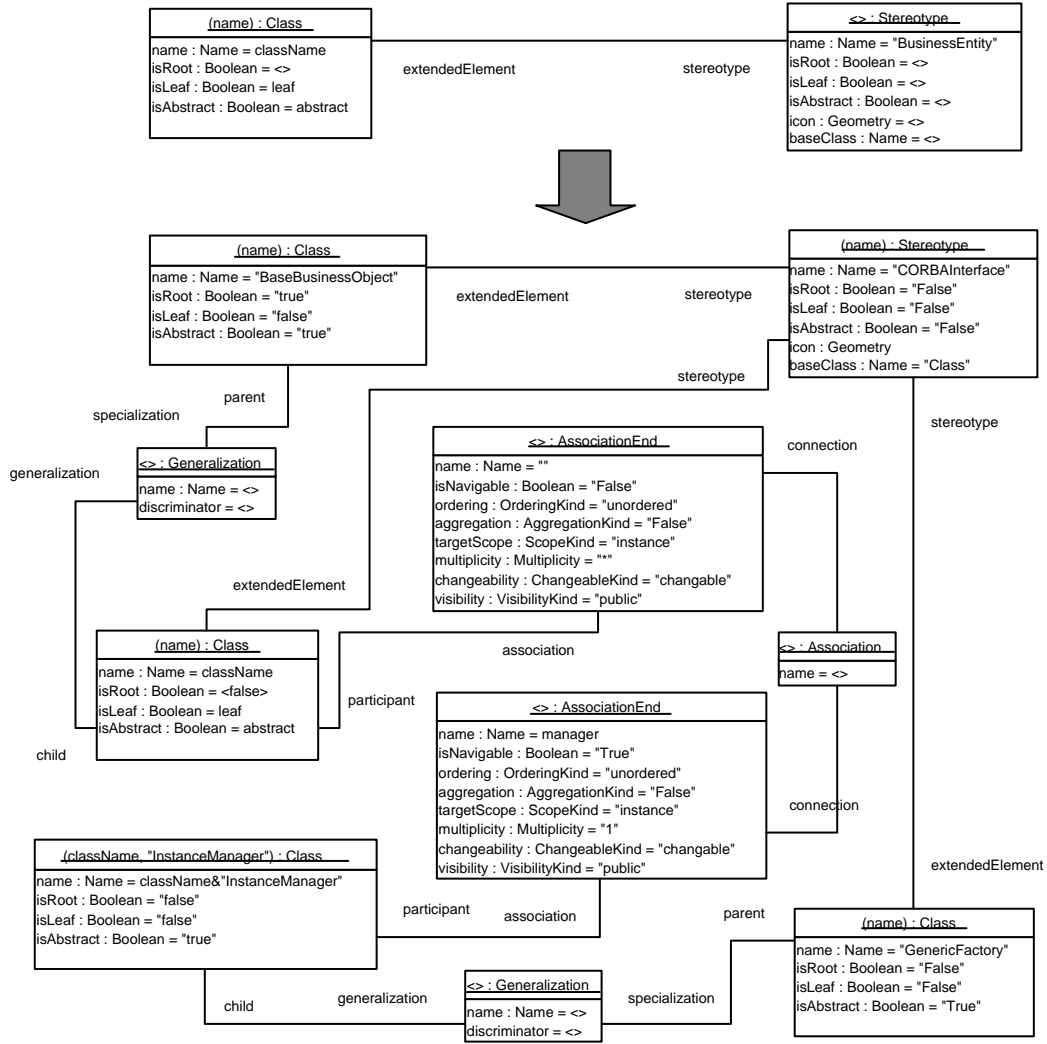 (name) : Class
name : Name = className
isRoot : Boolean = <>
isLeaf : Boolean = leaf
isAbstract : Boolean = abstract
extendedElement
stereotype
<> : Stereotype
name : Name = "BusinessEntity"
isRoot : Boolean = <>
isLeaf : Boolean = <>
isAbstract : Boolean = <>
icon : Geometry = <>
baseClass : Name = <>
(name) : Class
name : Name = "BaseBusinessObject"
isRoot : Boolean = "true"
isLeaf : Boolean = "false"
isAbstract : Boolean = "true"
extendedElement
stereotype
(name) : Stereotype
name : Name = "CORBAInterface"
isRoot : Boolean = "False"
isLeaf : Boolean = "False"
isAbstract : Boolean = "False"
icon : Geometry
baseClass : Name = "Class"
stereotype
parent
specialization
stereotype
generalization
<> : Generalization
name : Name = <>
discriminator = <>
<> : AssociationEnd
name : Name = ""
isNavigable : Boolean = "False"
ordering : OrderingKind = "unordered"
aggregation : AggregationKind = "False"
targetScope : ScopeKind = "instance"
multiplicity : Multiplicity = "*"
changeability : ChangeableKind = "changable"
visibility : VisibilityKind = "public"
connection
extendedElement
(name) : Class
name : Name = className
isRoot : Boolean = <false>
isLeaf : Boolean = leaf
isAbstract : Boolean = abstract
association
participant
child
<> : Association
name = <>
<> : AssociationEnd
name : Name = manager
isNavigable : Boolean = "True"
ordering : OrderingKind = "unordered"
aggregation : AggregationKind = "False"
targetScope : ScopeKind = "instance"
multiplicity : Multiplicity = "1"
changeability : ChangeableKind = "changable"
visibility : VisibilityKind = "public"
connection
(className, "InstanceManager") : Class
name : Name = className&"InstanceManager"
isRoot : Boolean = "false"
isLeaf : Boolean = "false"
isAbstract : Boolean = "true"
participant
association
extendedElement
parent
(name) : Class
name : Name = "GenericFactory"
isRoot : Boolean = "False"
isLeaf : Boolean = "False"
isAbstract : Boolean = "True"
child
generalization
<> : Generalization
name : Name = <>
discriminator = <>
specialization